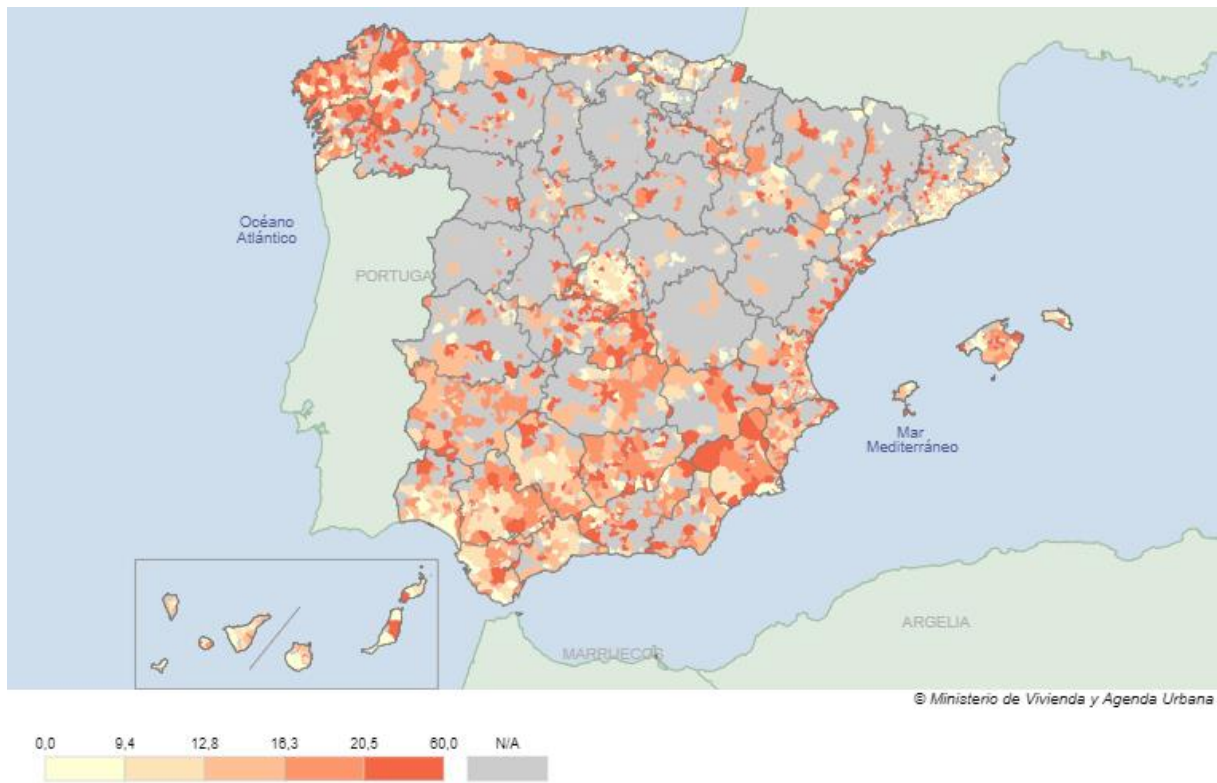 Océano
Atlántico
PORTUGA
Mar
Mediterráneo
ARGELIA
MARRUECOS
© Ministerio de Vivienda y Agenda Urbana
0,0 9,4 12,8 16,3 20,5 60,0 N/A